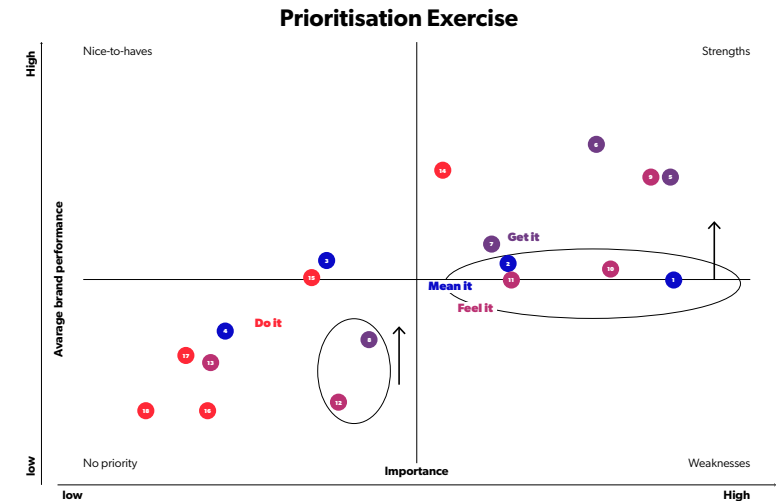 Prioritisation Exercise
High
Nice-to-haves
Strengths
6
14
9
5
Avarage brand performance
7
Get it
3
2
10
15
11
1
Mean it
Feel it
Do it
4
8
17
13
12
18
16
low
No priority
Weaknesses
Importance
low
High